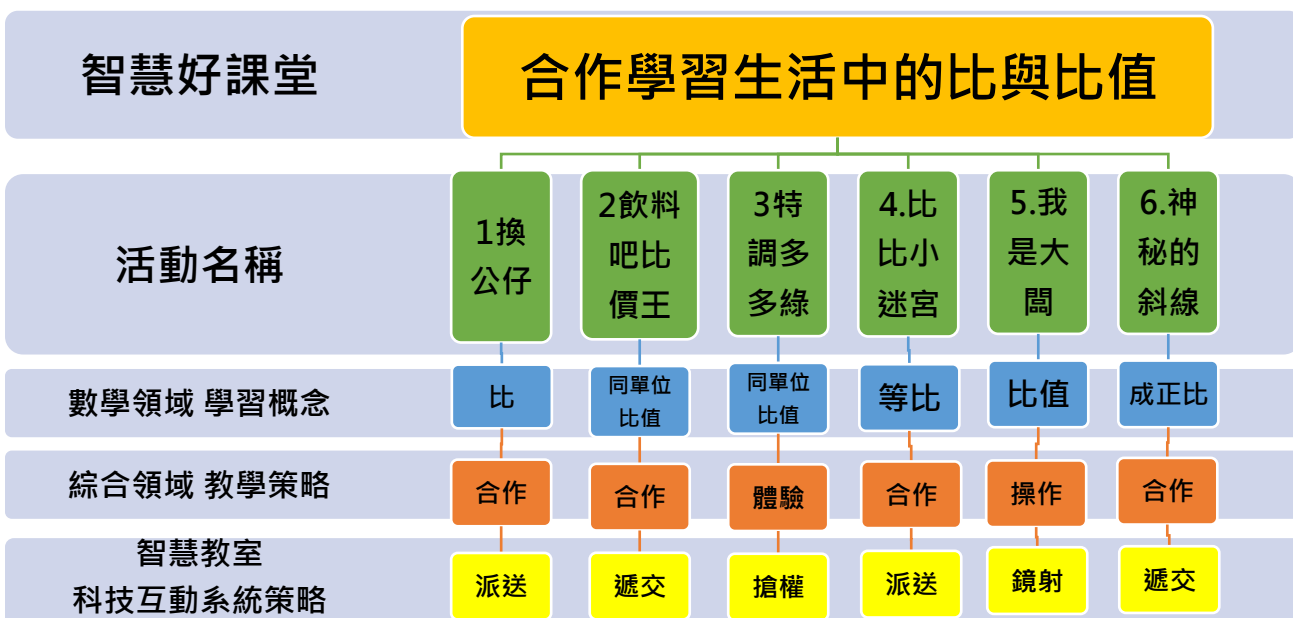 智慧好課堂
合作學習生活中的比與比值
活動名稱
1換
公仔
2飲料
吧比
價王
3特
調多
多綠
4.比
比小
迷宮
5.我
是大
闆
6.神
秘的
斜線
數學領域 學習概念
比
同單位
比值
同單位
比值
等比
比值
成正比
綜合領域 教學策略
合作
合作
體驗
合作
操作
合作
智慧教室
科技互動系統策略
派送
遞交
搶權
派送
鏡射
遞交